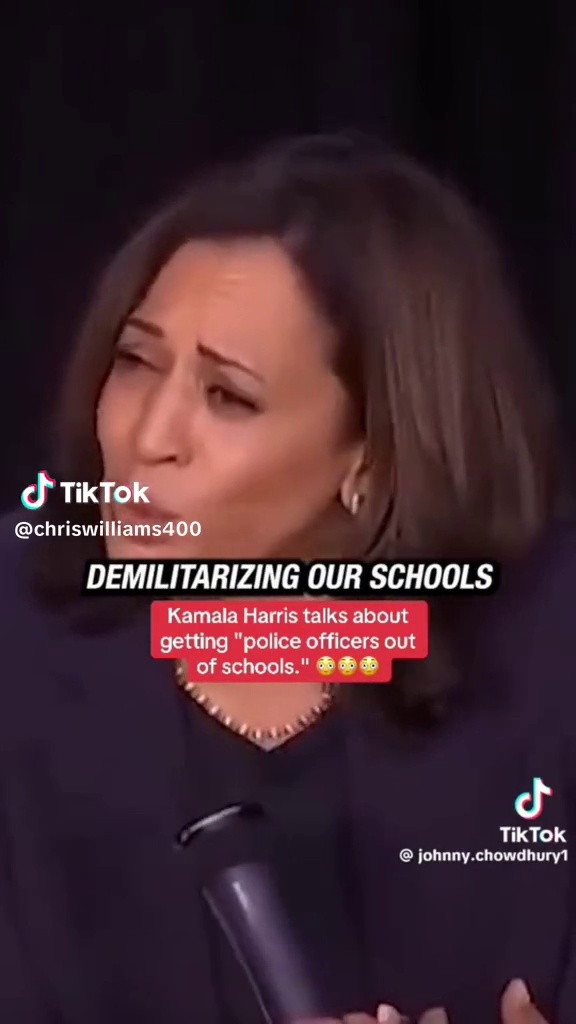 TikTok
@chriswilliams400
DEMILITARIZING OUR SCHOOLS
Kamala Harris talks about
getting "police officers out
of schools." 😳😳😳
TikTok
@ johnny.chowdhury1